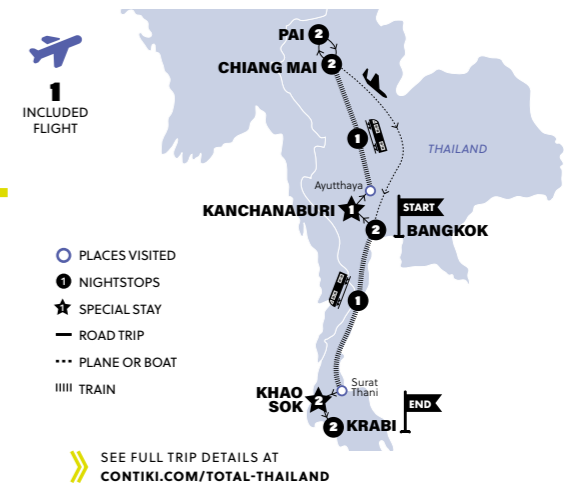 1
INCLUDED
FLIGHT
PAI 2
CHIANG MAI 2
1
THAILAND
Ayutthaya
KANCHANABURI 1
START
2 BANGKOK
PLACES VISITED
1 NIGHTSTOPS
1 SPECIAL STAY
ROAD TRIP
PLANE OR BOAT
TRAIN
1
Surat
Thani
KHAO
SOK 2
END
2 KRABI
SEE FULL TRIP DETAILS AT
CONTIKI.COM/TOTAL-THAILAND